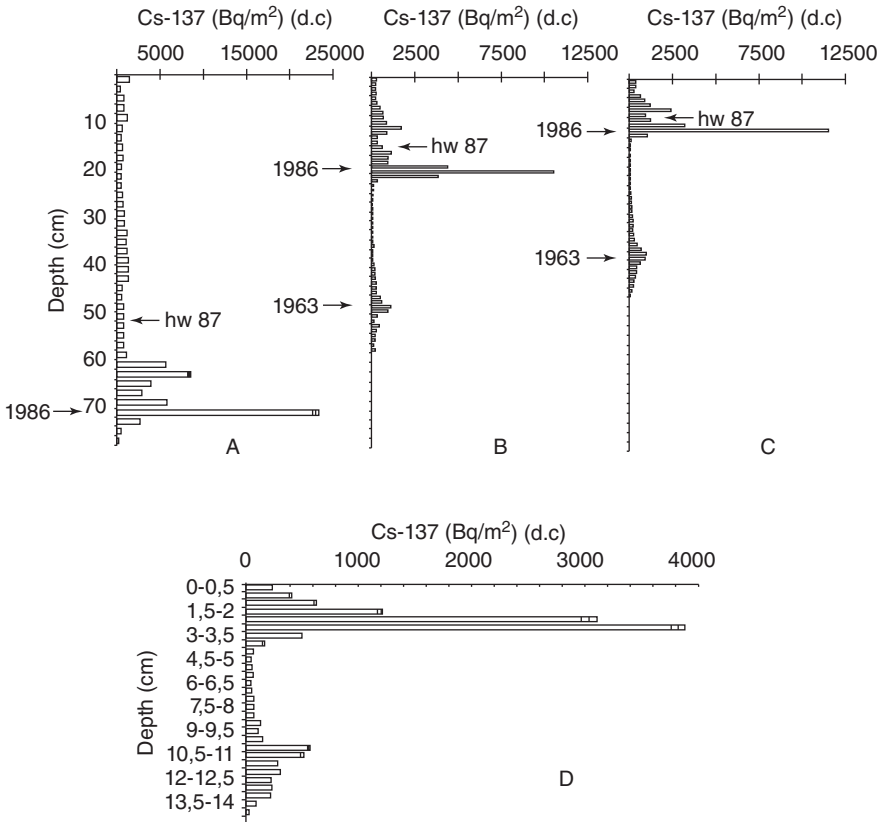 Cs-137 (Bq/m²) (d.c)
5000 15000 25000
Depth (cm)
10
20
30
40
50
60
70
hw 87
1986
A
Cs-137 (Bq/m²) (d.c)
2500 7500 12500
hw 87
1986
1963
B
Cs-137 (Bq/m²) (d.c)
2500 7500 12500
hw 87
1986
1963
C
Cs-137 (Bq/m²) (d.c)
0 1000 2000 3000 4000
Depth (cm)
0-0,5
1,5-2
3-3,5
4,5-5
6-6,5
7,5-8
9-9,5
10,5-11
12-12,5
13,5-14
D